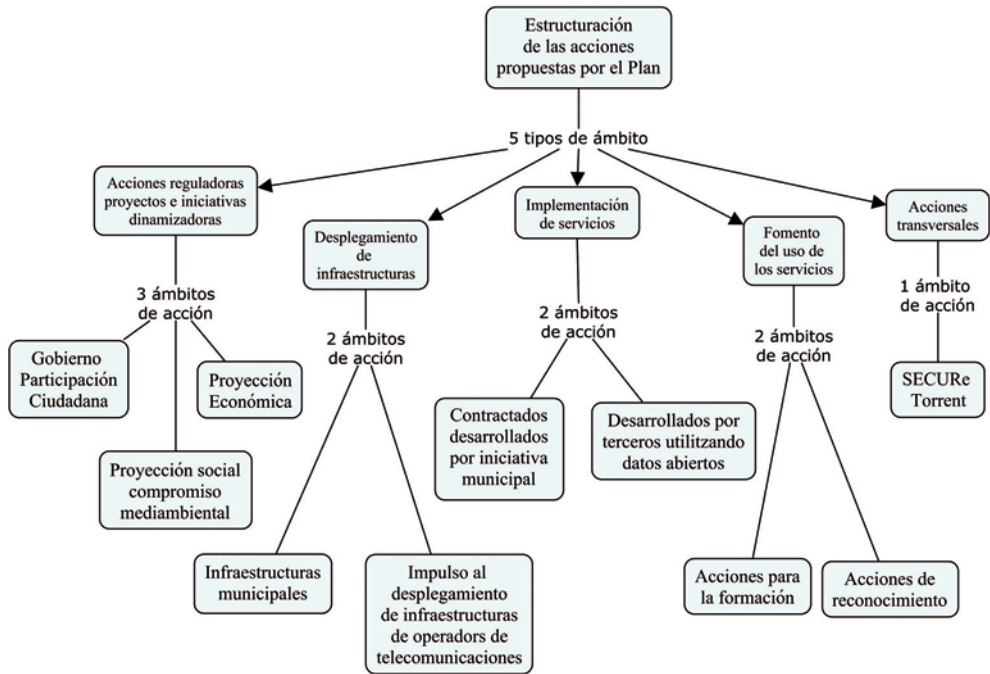 Estructuración
de las acciones
propuestas por el Plan
5 tipos de ámbito
Acciones reguladoras
proyectos e iniciativas
dinamizadoras
Desplegamiento
de
infraestructuras
Implementación
de servicios
Fomento
del uso de
los servicios
Acciones
transversales
3 ámbitos
de acción
2 ámbitos
de acción
2 ámbitos
de acción
2 ámbitos
de acción
1 ámbito
de acción
Gobierno
Participación
Ciudadana
Proyección
Económica
Proyección social
compromiso
mediambiental
Infraestructuras
municipales
Impulso al
desplegamiento
de infraestructuras
de operadors de
telecomunicaciones
Contractados
desarrollados
por iniciativa
municipal
Desarrollados por
terceros utilitzando
datos abiertos
Acciones para
la formación
Acciones de
reconocimiento
SECURe
Torrent